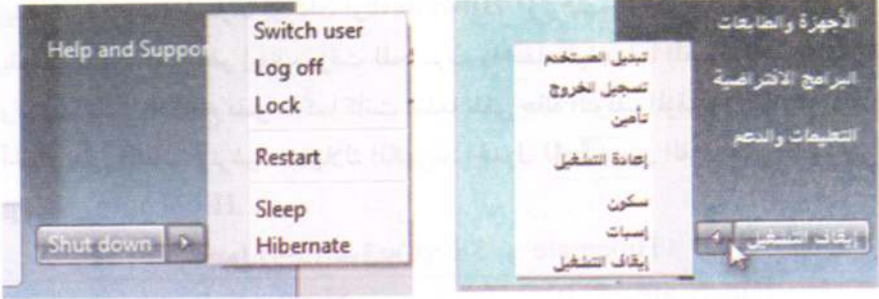 Help and Suppor
Switch user
Log off
Lock
Restart
Sleep
Hibernate
Shut down
الأجهزة والطابعات
البرامج الافتراضية
التعليمات والدعم
تبديل المستخدم
تسجيل الخروج
تأمين
إعادة التشغيل
سكون
إسبات
إيقاف التشغيل
إيقاف التشغيل